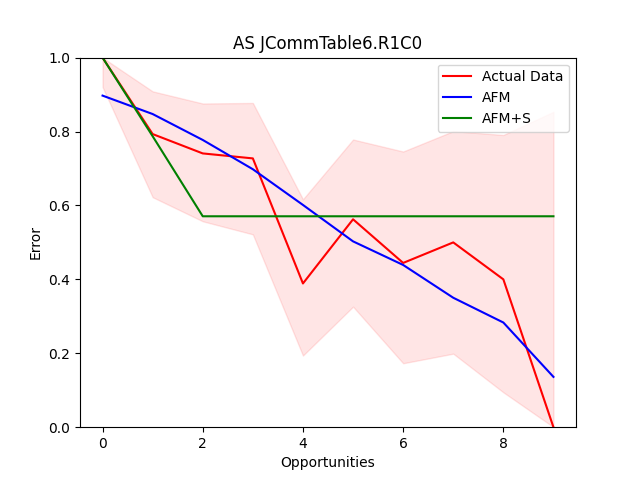 AS JCommTable6.R1C0
Actual Data
AFM
AFM+S
1.0
0.8
0.6
0.4
0.2
0.0
Error
0 2 4 6 8
Opportunities